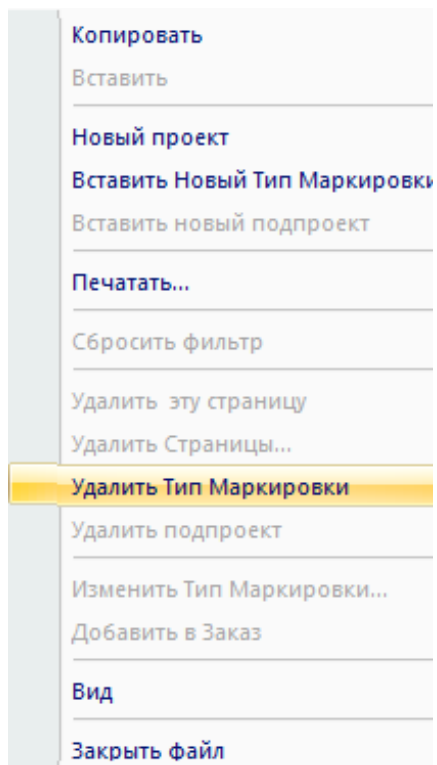 Копировать
Вставить
Новый проект
Вставить Новый Тип Маркировки
Вставить новый подпроект
Печатать...
Сбросить фильтр
Удалить эту страницу
Удалить Страницы...
Удалить Тип Маркировки
Удалить подпроект
Изменить Тип Маркировки...
Добавить в Заказ
Вид
Закрыть файл